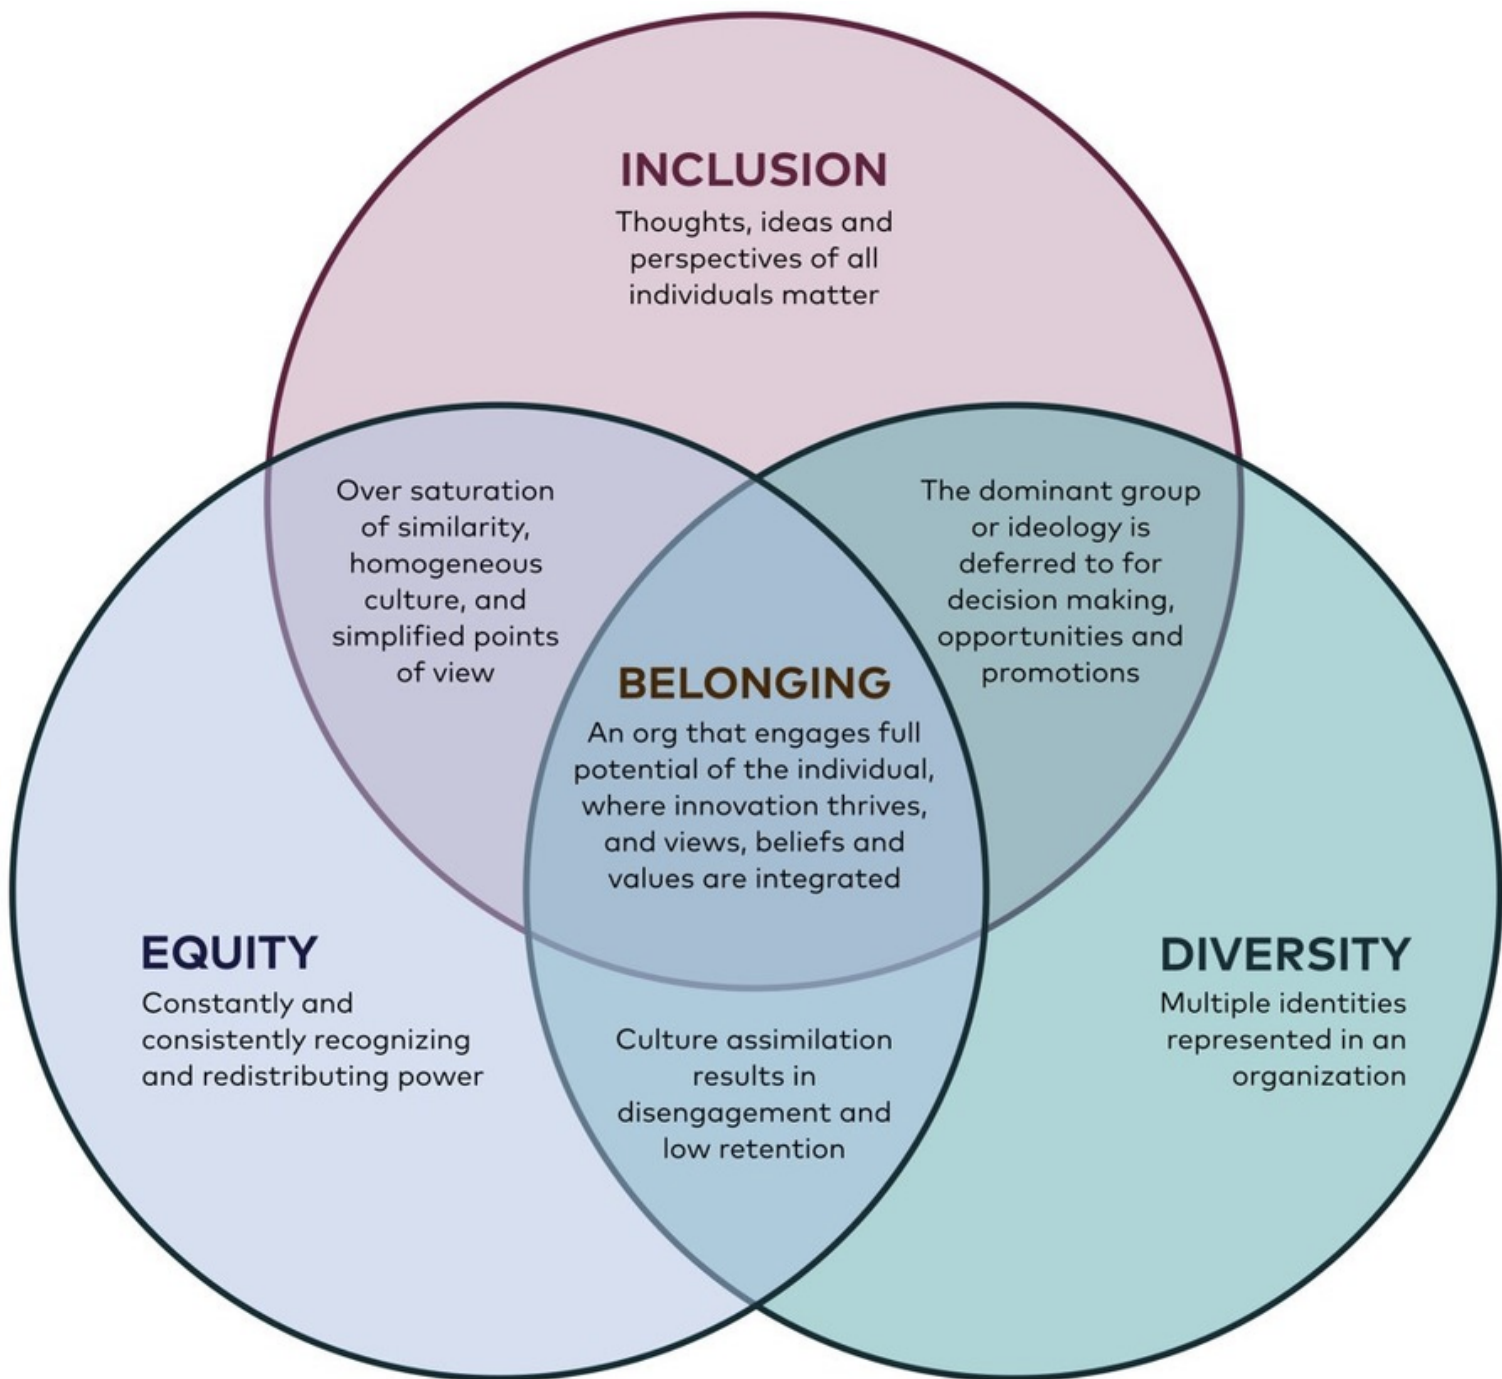 INCLUSION
Thoughts, ideas and
perspectives of all
individuals matter
Over saturation
of similarity,
homogeneous
culture, and
simplified points
of view
The dominant group
or ideology is
deferred to for
decision making,
opportunities and
promotions
BELONGING
An org that engages full
potential of the individual,
where innovation thrives,
and views, beliefs and
values are integrated
EQUITY
Constantly and
consistently recognizing
and redistributing power
DIVERSITY
Multiple identities
represented in an
organization
Culture assimilation
results in
disengagement and
low retention